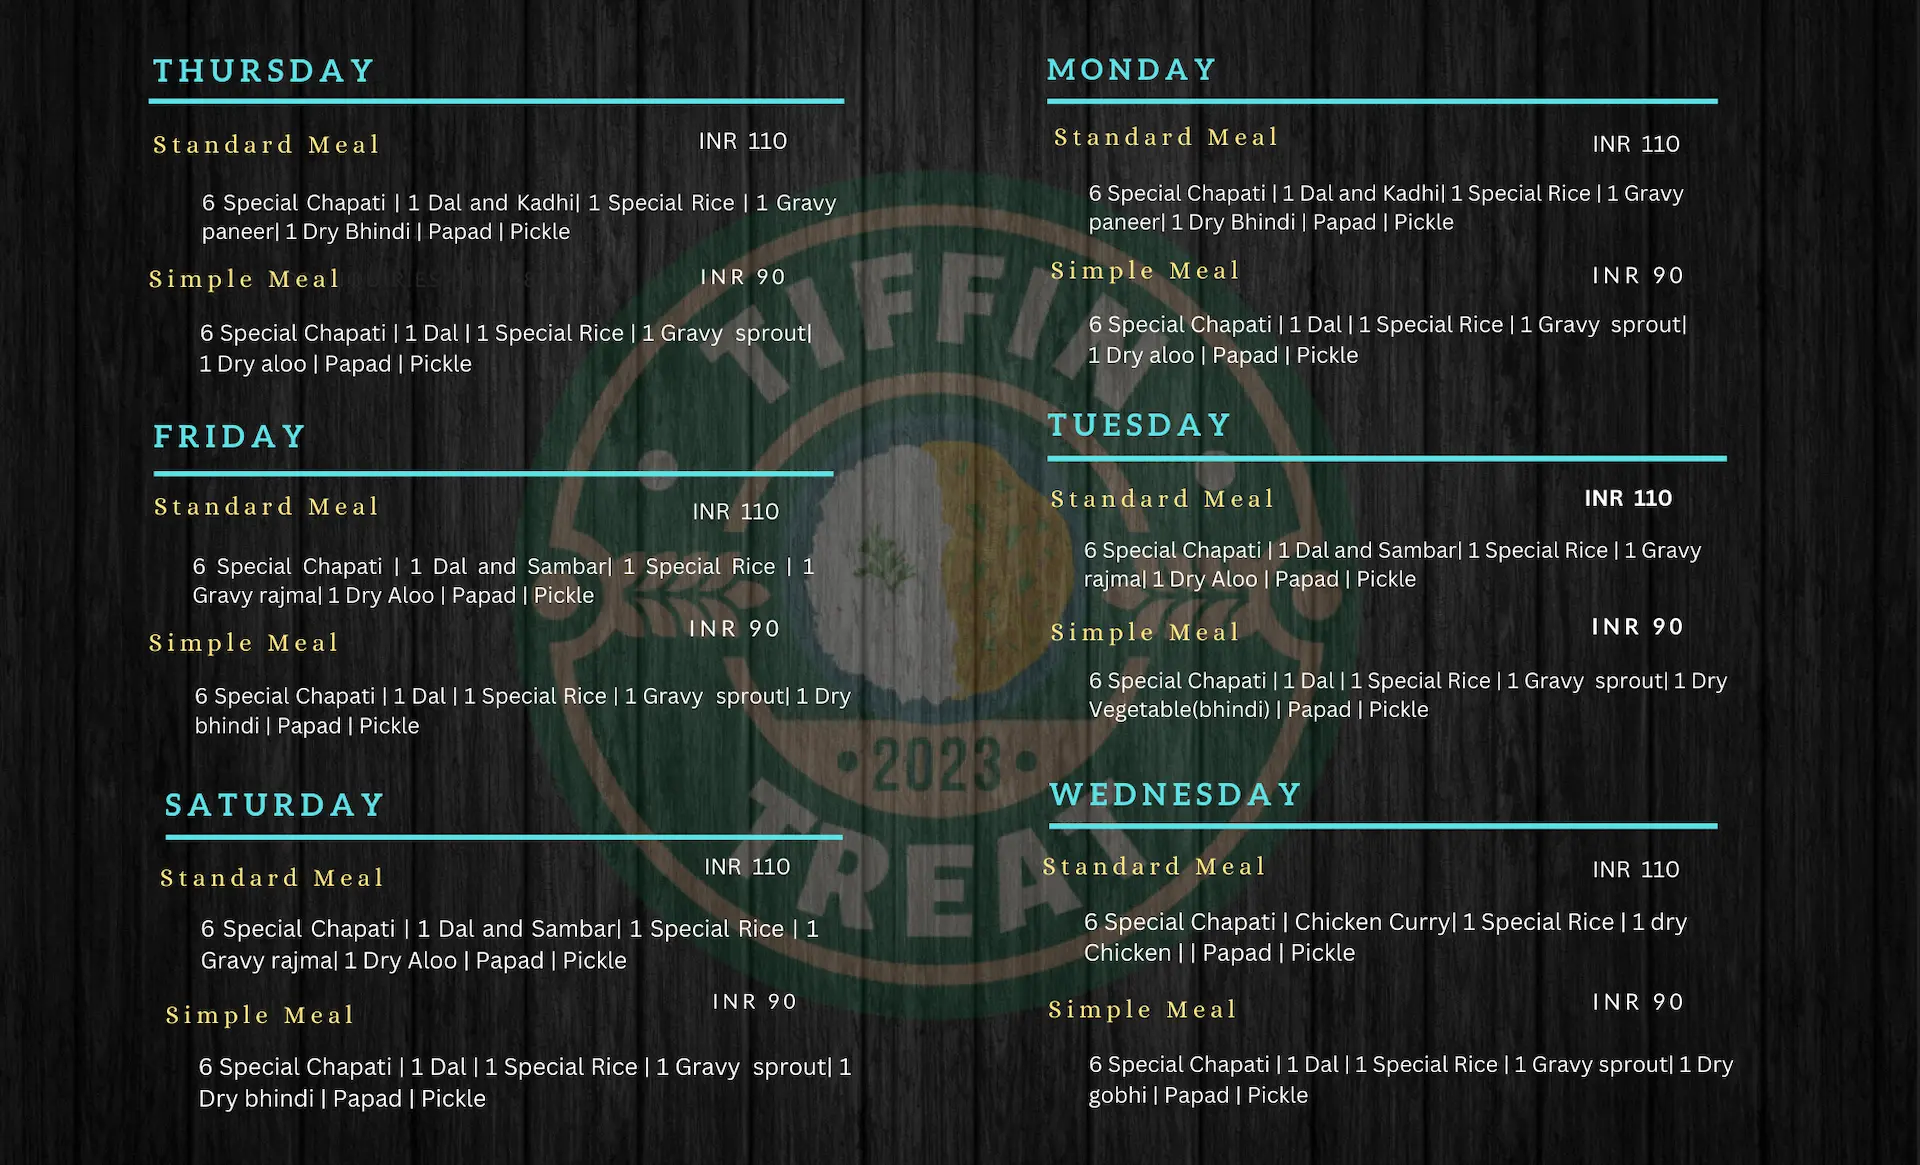 THURSDAY
Standard Meal INR 110
6 Special Chapati | 1 Dal and Kadhi| 1 Special Rice | 1 Gravy
paneer| 1 Dry Bhindi | Papad | Pickle
Simple Meal INR 90
6 Special Chapati | 1 Dal | 1 Special Rice | 1 Gravy sprout|
1 Dry aloo | Papad | Pickle
FRIDAY
Standard Meal INR 110
6 Special Chapati | 1 Dal and Sambar| 1 Special Rice | 1
Gravy rajma| 1 Dry Aloo | Papad | Pickle
Simple Meal INR 90
6 Special Chapati | 1 Dal | 1 Special Rice | 1 Gravy sprout| 1 Dry
bhindi | Papad | Pickle
SATURDAY
Standard Meal INR 110
6 Special Chapati | 1 Dal and Sambar| 1 Special Rice | 1
Gravy rajma| 1 Dry Aloo | Papad | Pickle
Simple Meal INR 90
6 Special Chapati | 1 Dal | 1 Special Rice | 1 Gravy sprout| 1
Dry bhindi | Papad | Pickle
MONDAY
Standard Meal INR 110
6 Special Chapati | 1 Dal and Kadhi| 1 Special Rice | 1 Gravy
paneer| 1 Dry Bhindi | Papad | Pickle
Simple Meal INR 90
6 Special Chapati | 1 Dal | 1 Special Rice | 1 Gravy sprout|
1 Dry aloo | Papad | Pickle
TUESDAY
Standard Meal INR 110
6 Special Chapati | 1 Dal and Sambar| 1 Special Rice | 1 Gravy
rajma| 1 Dry Aloo | Papad | Pickle
Simple Meal INR 90
6 Special Chapati | 1 Dal | 1 Special Rice | 1 Gravy sprout| 1 Dry
Vegetable(bhindi) | Papad | Pickle
WEDNESDAY
Standard Meal INR 110
6 Special Chapati | Chicken Curry| 1 Special Rice | 1 dry
Chicken | | Papad | Pickle
Simple Meal INR 90
6 Special Chapati | 1 Dal | 1 Special Rice | 1 Gravy sprout| 1 Dry
gobhi | Papad | Pickle
TIFFIN
•2023•
TREAT